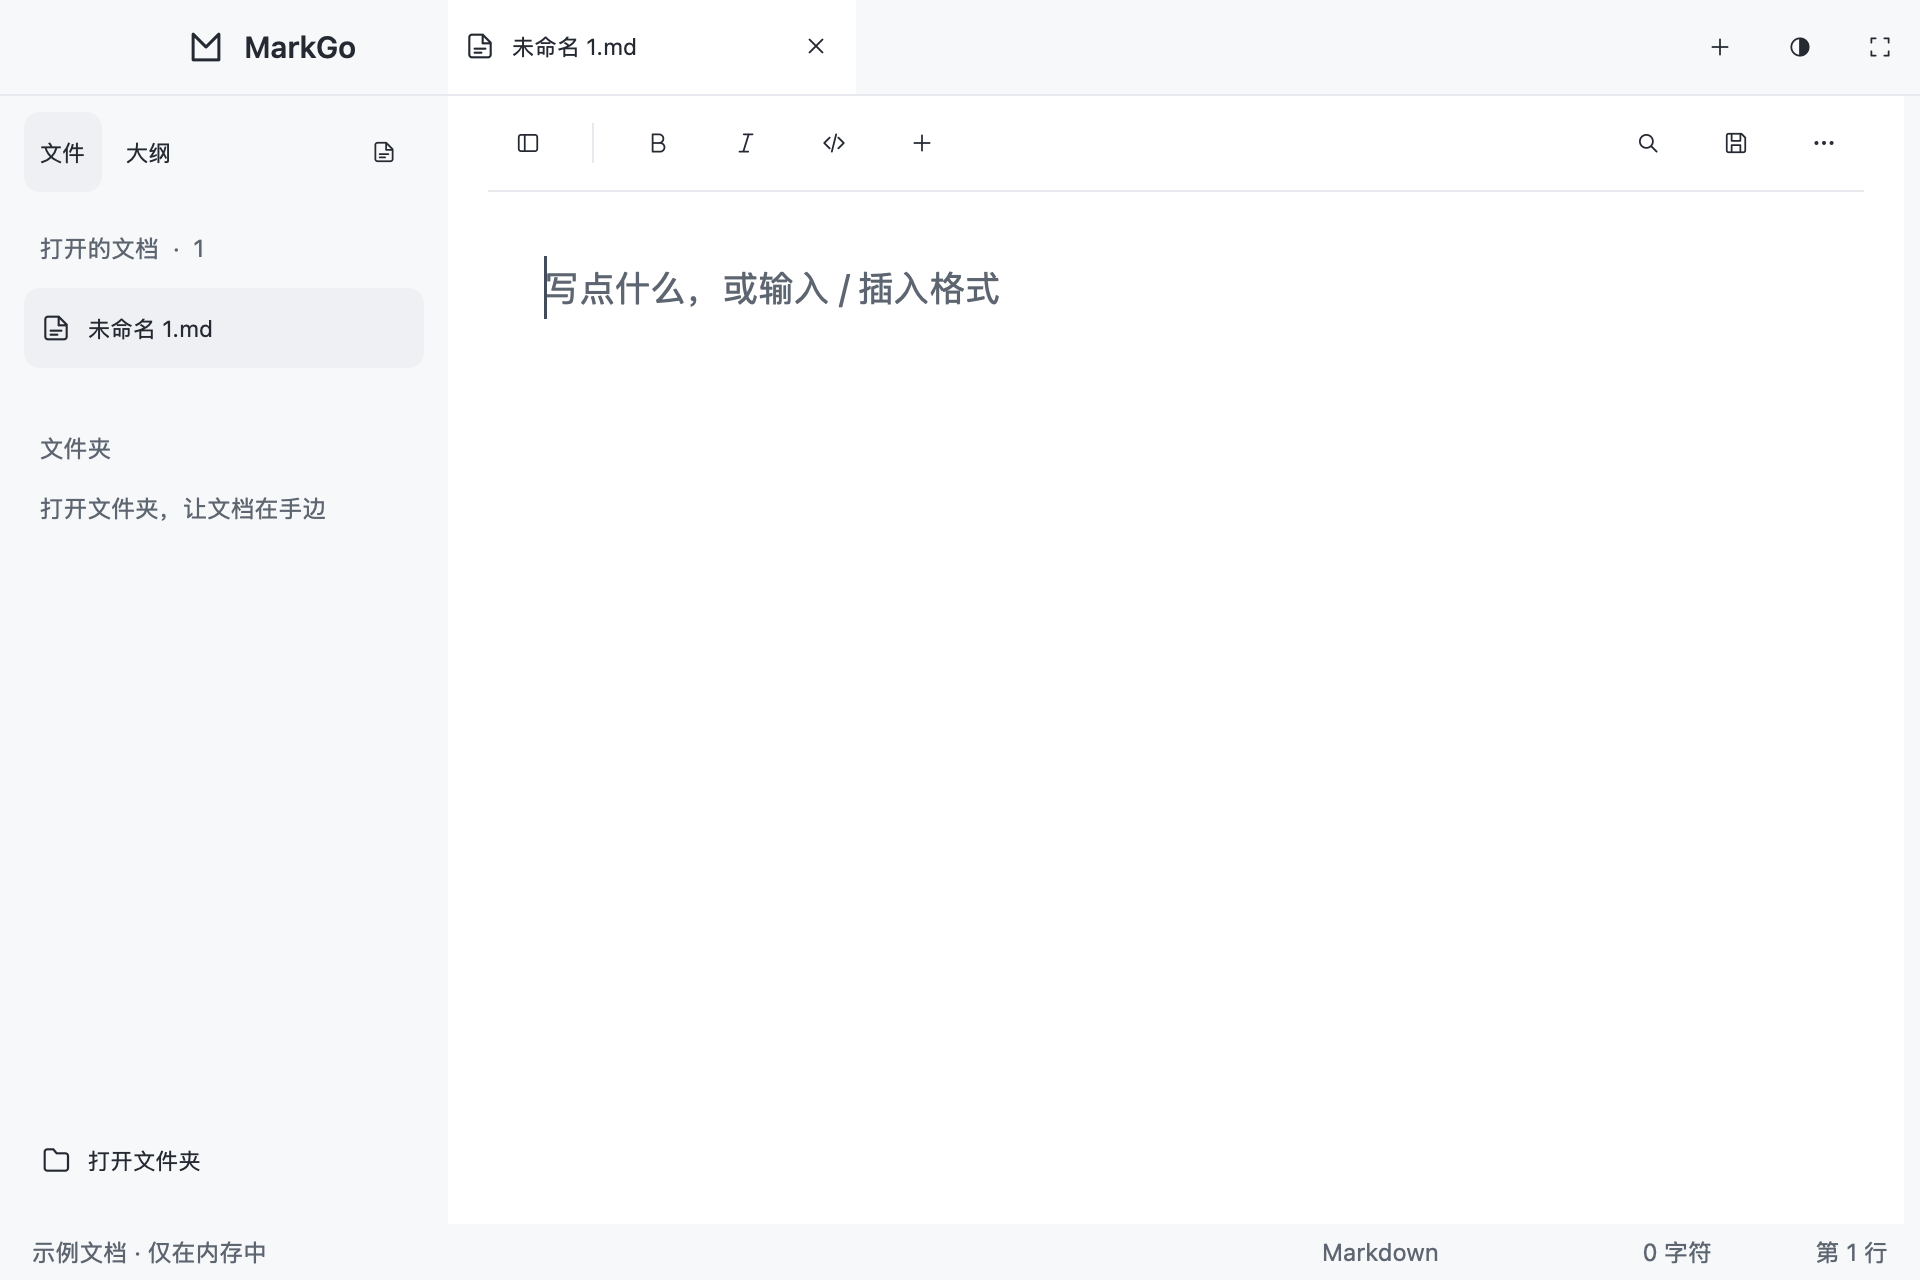 MarkGo
未命名 1.md
文件 大纲
打开的文档 · 1
未命名 1.md
文件夹
打开文件夹，让文档在手边
写点什么，或输入 / 插入格式
打开文件夹
示例文档 · 仅在内存中
Markdown
0 字符
第 1 行